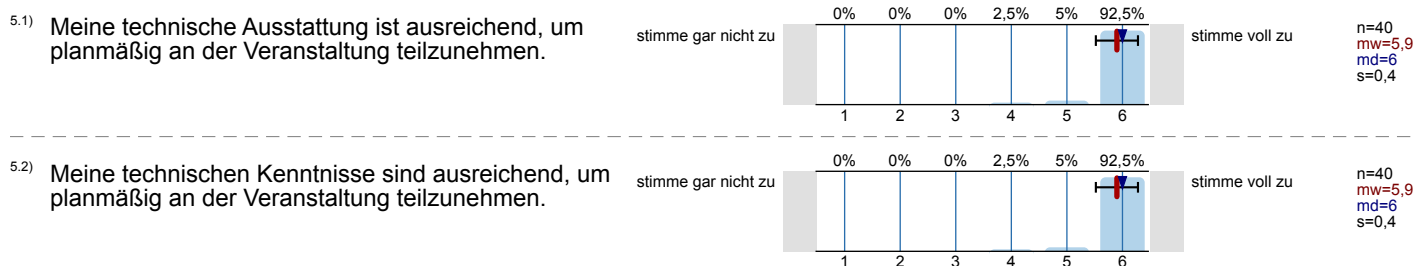 5.1) Meine technische Ausstattung ist ausreichend, um
planmäßig an der Veranstaltung teilzunehmen.
stimme gar nicht zu
0% 0% 0% 2,5% 5% 92,5%
1 2 3 4 5 6
stimme voll zu
n=40
mw=5,9
md=6
s=0,4
5.2) Meine technischen Kenntnisse sind ausreichend, um
planmäßig an der Veranstaltung teilzunehmen.
stimme gar nicht zu
0% 0% 0% 2,5% 5% 92,5%
1 2 3 4 5 6
stimme voll zu
n=40
mw=5,9
md=6
s=0,4